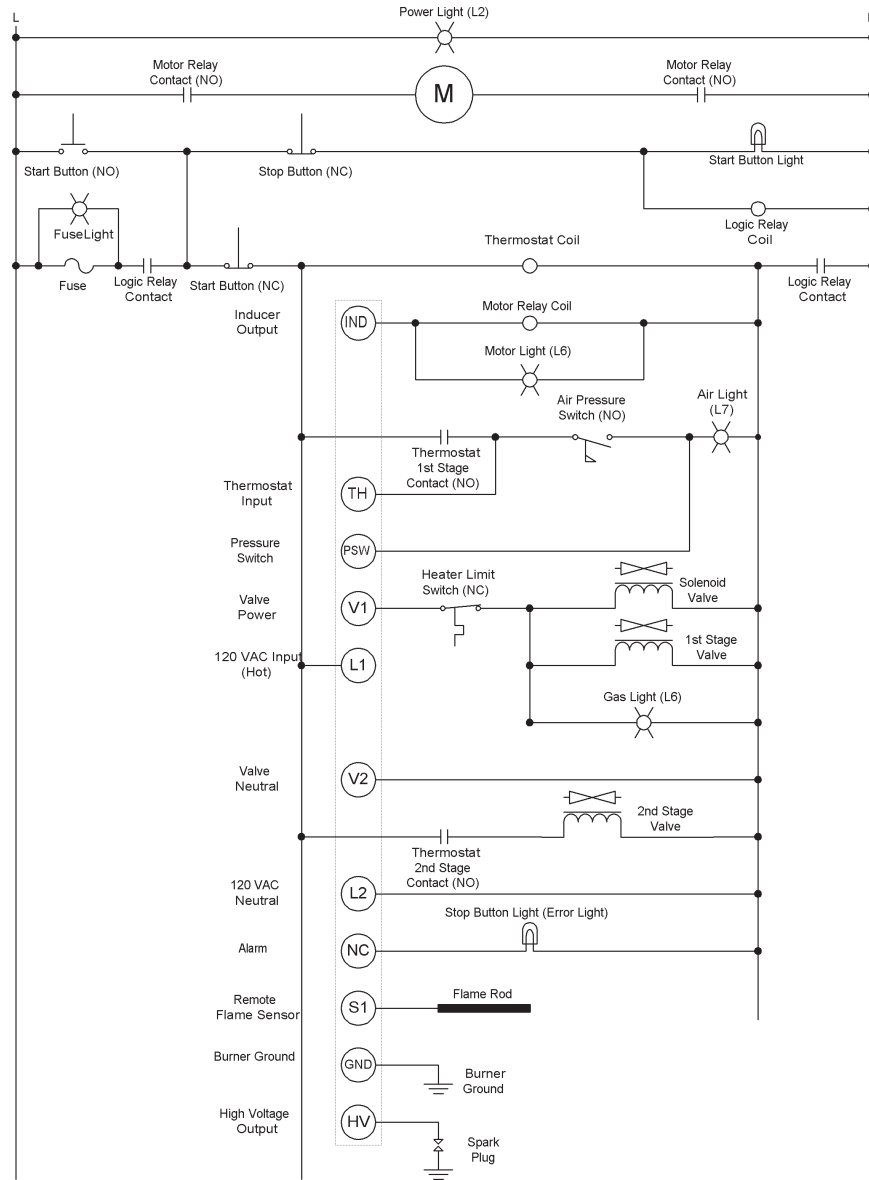 L
Power Light (L2)
Motor Relay
Contact (NO)
M
Motor Relay
Contact (NO)
Start Button (NO)
Stop Button (NC)
Start Button Light
FuseLight
Logic Relay
Coil
Fuse
Logic Relay
Contact
Start Button (NC)
Thermostat Coil
Logic Relay
Contact
Inducer
Output
IND
Motor Relay Coil
Motor Light (L6)
Air Pressure
Switch (NO)
Air Light
(L7)
Thermostat
1st Stage
Contact (NO)
Thermostat
Input
TH
Pressure
Switch
PSW
Valve
Power
V1
Heater Limit
Switch (NC)
Solenoid
Valve
1st Stage
Valve
120 VAC Input
(Hot)
L1
Gas Light (L6)
Valve
Neutral
V2
2nd Stage
Valve
Thermostat
2nd Stage
Contact (NO)
120 VAC
Neutral
L2
Stop Button Light (Error Light)
Alarm
NC
Remote
Flame Sensor
S1
Flame Rod
Burner Ground
GND
Burner
Ground
High Voltage
Output
HV
Spark
Plug